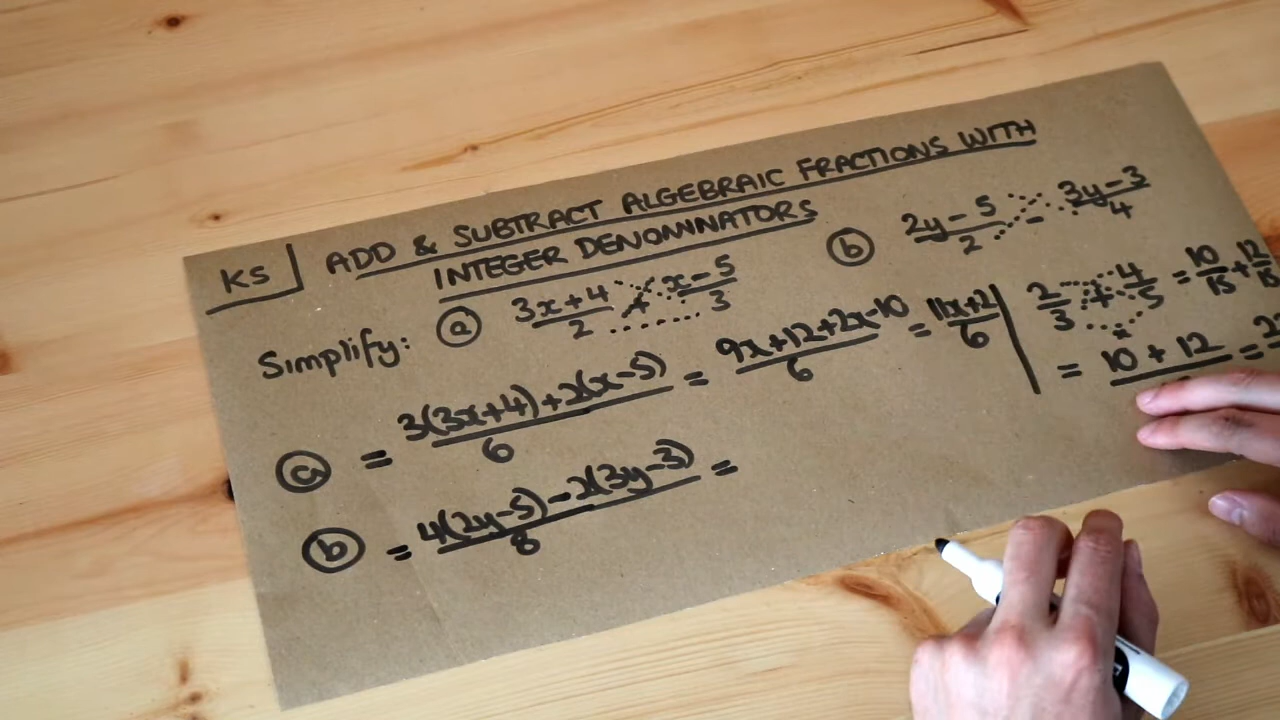 KS
ADD & SUBTRACT ALGEBRAIC FRACTIONS WITH
INTEGER DENOMINATORS
Simplify: ⓐ (3x+4)/2 + (x-5)/3
ⓑ (2y-5)/2 - (3y-3)/4
ⓐ = (3(3x+4)+2(x-5))/6 = (9x+12+2x-10)/6 = (11x+2)/6
2/3 + 4/5 = 10/15 + 12/15
= 10+12 =
ⓑ = (4(2y-5)-2(3y-3))/8 =